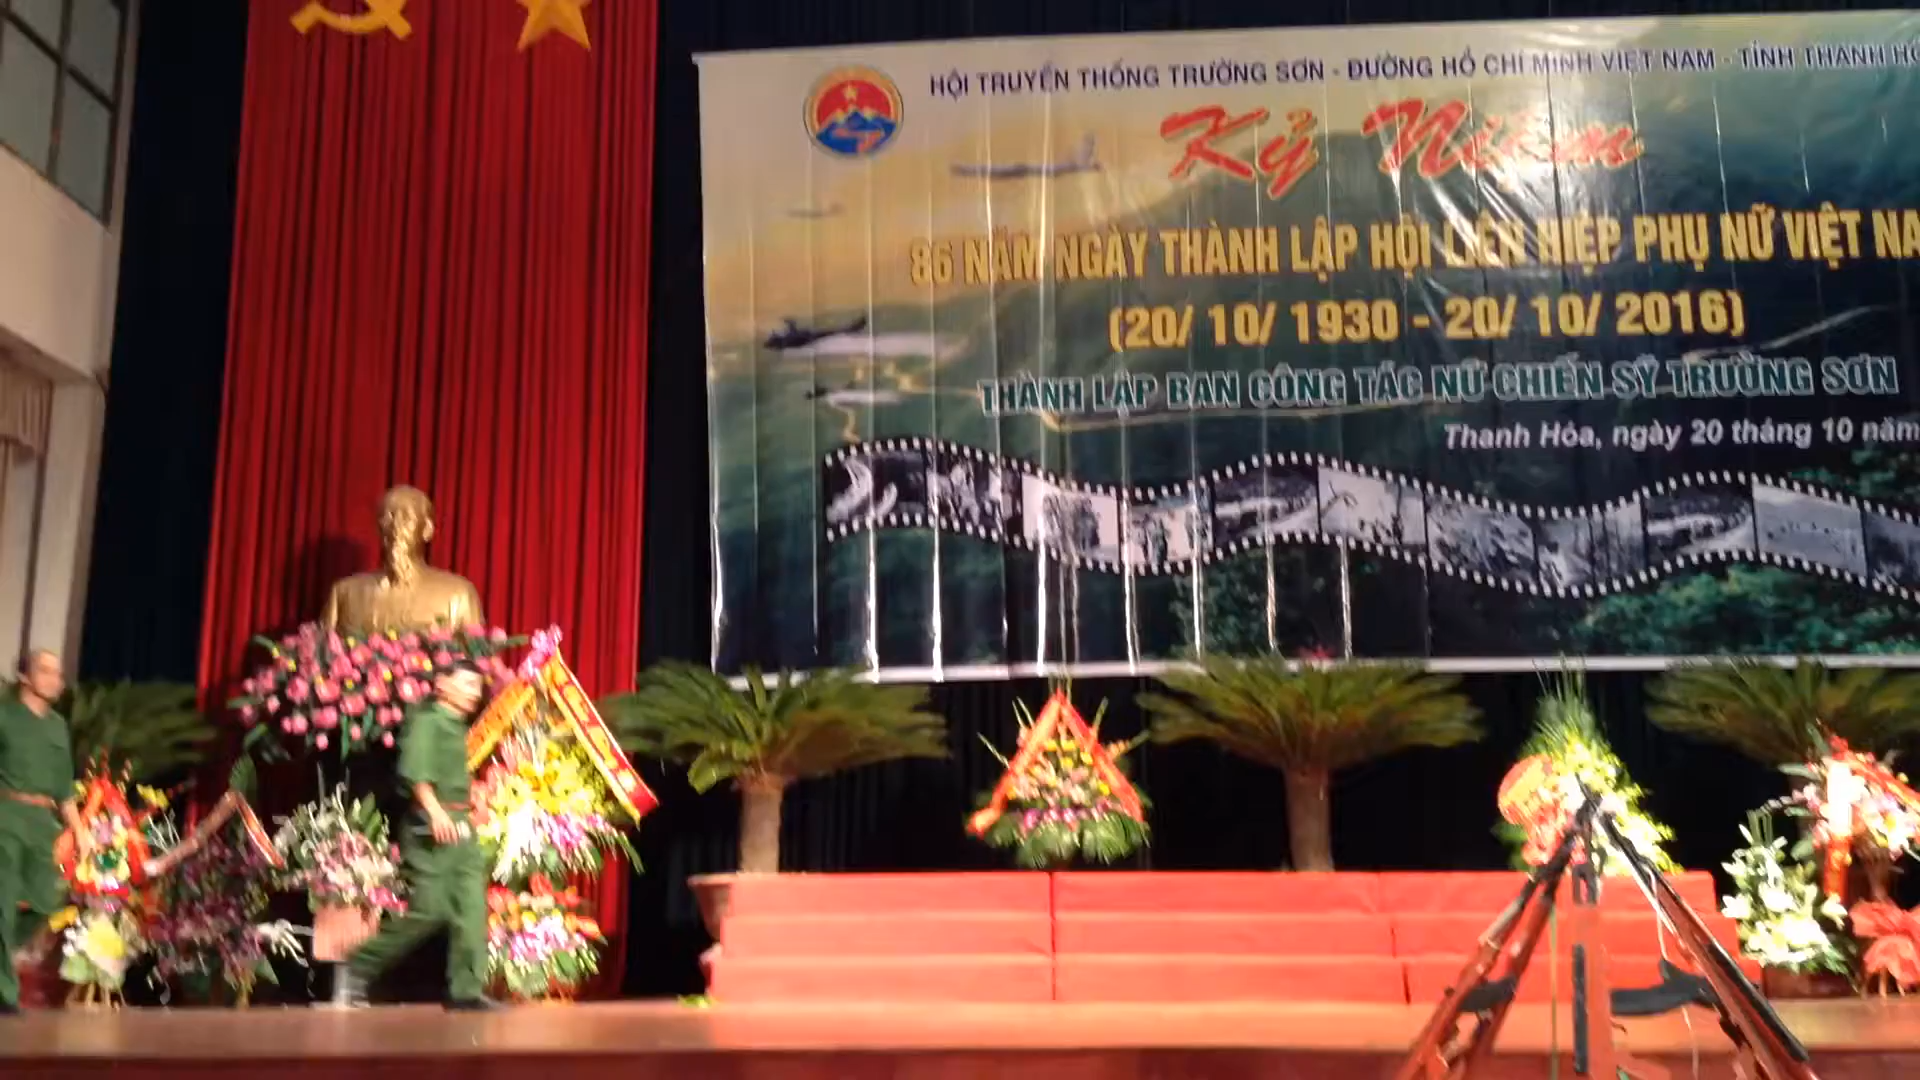 HỘI TRUYỀN THỐNG TRƯỜNG SƠN - ĐƯỜNG HỒ CHÍ MINH VIỆT NAM - TỈNH THANH HÓ
Kỷ Niệm
86 NĂM NGÀY THÀNH LẬP HỘI LIÊN HIỆP PHỤ NỮ VIỆT NA
(20/ 10/ 1930 - 20/ 10/ 2016)
THÀNH LẬP BAN CÔNG TÁC NỮ CHIẾN SỸ TRƯỜNG SƠN
Thanh Hóa, ngày 20 tháng 10 năm